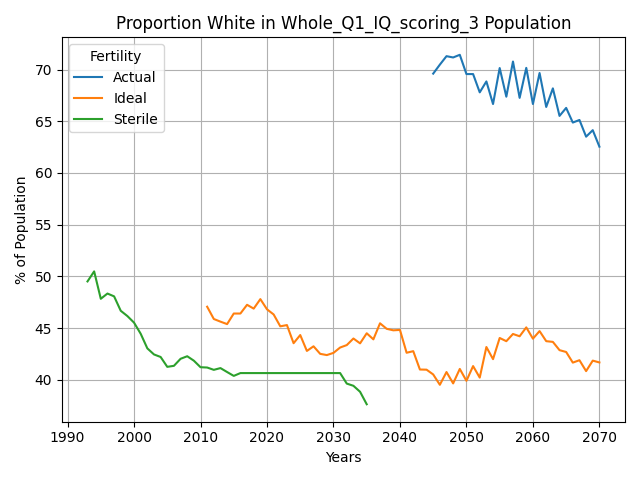 Proportion White in Whole_Q1_IQ_scoring_3 Population
Fertility
Actual
Ideal
Sterile
% of Population
70
65
60
55
50
45
40
1990 2000 2010 2020 2030 2040 2050 2060 2070
Years